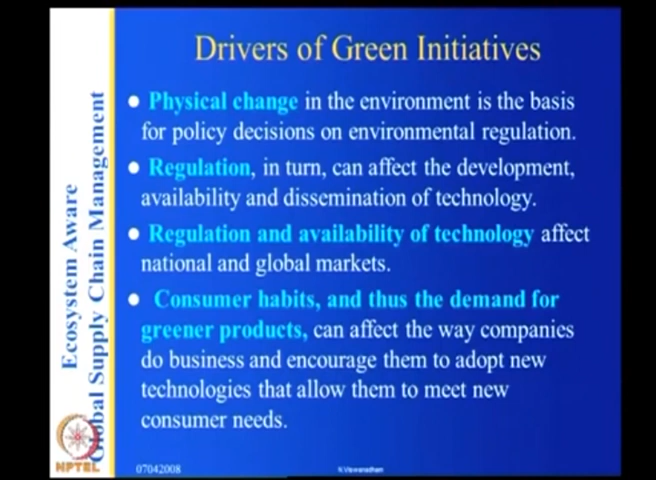 Drivers of Green Initiatives
Physical change in the environment is the basis
for policy decisions on environmental regulation.
Regulation, in turn, can affect the development,
availability and dissemination of technology.
Regulation and availability of technology affect
national and global markets.
Consumer habits, and thus the demand for
greener products, can affect the way companies
do business and encourage them to adopt new
technologies that allow them to meet new
consumer needs.
Ecosystem Aware
Global Supply Chain Management
NPTEL
07042008
N.Viswanadham